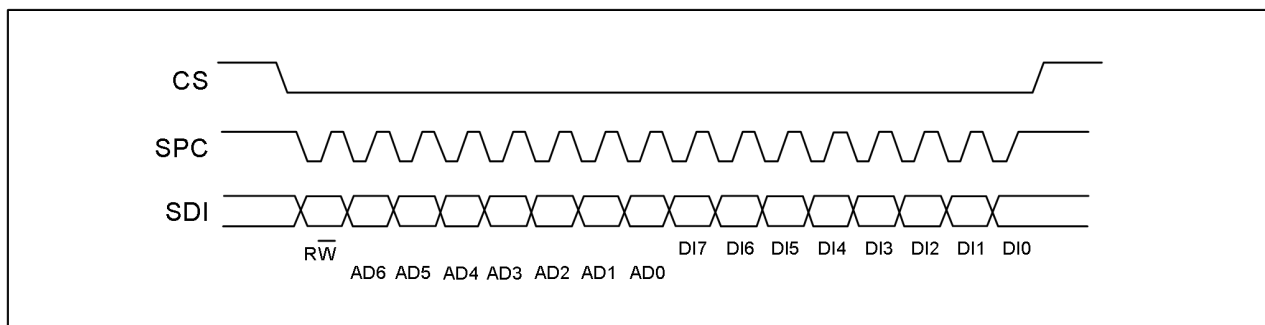 CS
SPC
SDI
RW̅ DI7 DI6 DI5 DI4 DI3 DI2 DI1 DI0
AD6 AD5 AD4 AD3 AD2 AD1 AD0